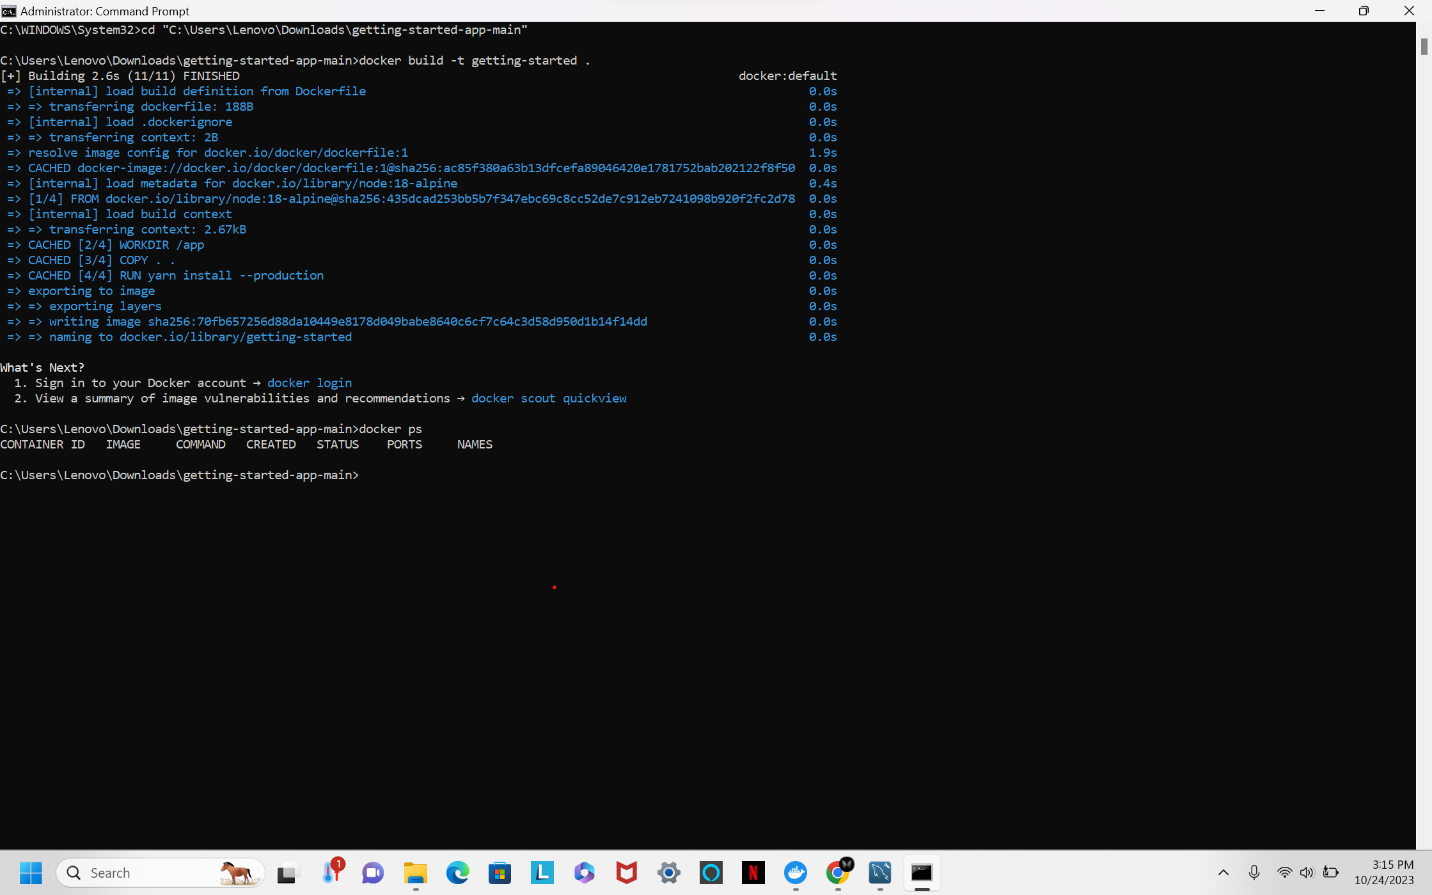 Administrator: Command Prompt
C:\WINDOWS\System32>cd "C:\Users\Lenovo\Downloads\getting-started-app-main"
C:\Users\Lenovo\Downloads\getting-started-app-main>docker build -t getting-started .
[+] Building 2.6s (11/11) FINISHED docker:default
=> [internal] load build definition from Dockerfile 0.0s
=> => transferring dockerfile: 188B 0.0s
=> [internal] load .dockerignore 0.0s
=> => transferring context: 2B 0.0s
=> resolve image config for docker.io/docker/dockerfile:1 1.9s
=> CACHED docker-image://docker.io/docker/dockerfile:1@sha256:ac85f380a63b13dfcefa89046420e1781752bab202122f8f50 0.0s
=> [internal] load metadata for docker.io/library/node:18-alpine 0.4s
=> [1/4] FROM docker.io/library/node:18-alpine@sha256:435dcad253bb5b7f347ebc69c8cc52de7c912eb7241098b920f2fc2d78 0.0s
=> [internal] load build context 0.0s
=> => transferring context: 2.67kB 0.0s
=> CACHED [2/4] WORKDIR /app 0.0s
=> CACHED [3/4] COPY . . 0.0s
=> CACHED [4/4] RUN yarn install --production 0.0s
=> exporting to image 0.0s
=> => exporting layers 0.0s
=> => writing image sha256:70fb657256d88da10449e8178d049babe8640c6cf7c64c3d58d950d1b14f14dd 0.0s
=> => naming to docker.io/library/getting-started 0.0s
What's Next?
1. Sign in to your Docker account → docker login
2. View a summary of image vulnerabilities and recommendations → docker scout quickview
C:\Users\Lenovo\Downloads\getting-started-app-main>docker ps
CONTAINER ID IMAGE COMMAND CREATED STATUS PORTS NAMES
C:\Users\Lenovo\Downloads\getting-started-app-main>
Search
1
L
N
3:15 PM
10/24/2023